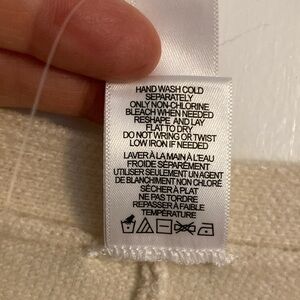 HAND WASH COLD
SEPARATELY
ONLY NON-CHLORINE
BLEACH WHEN NEEDED
RESHAPE AND LAY
FLAT TO DRY
DO NOT WRING OR TWIST
LOW IRON IF NEEDED
LAVER À LA MAIN À L'EAU
FROIDE SÉPARÉMENT
UTILISER SEULEMENT UN AGENT
DE BLANCHIMENT NON CHLORÉ
SÈCHER À PLAT
NE PAS TORDRE
REPASSER À FAIBLE
TEMPÉRATURE